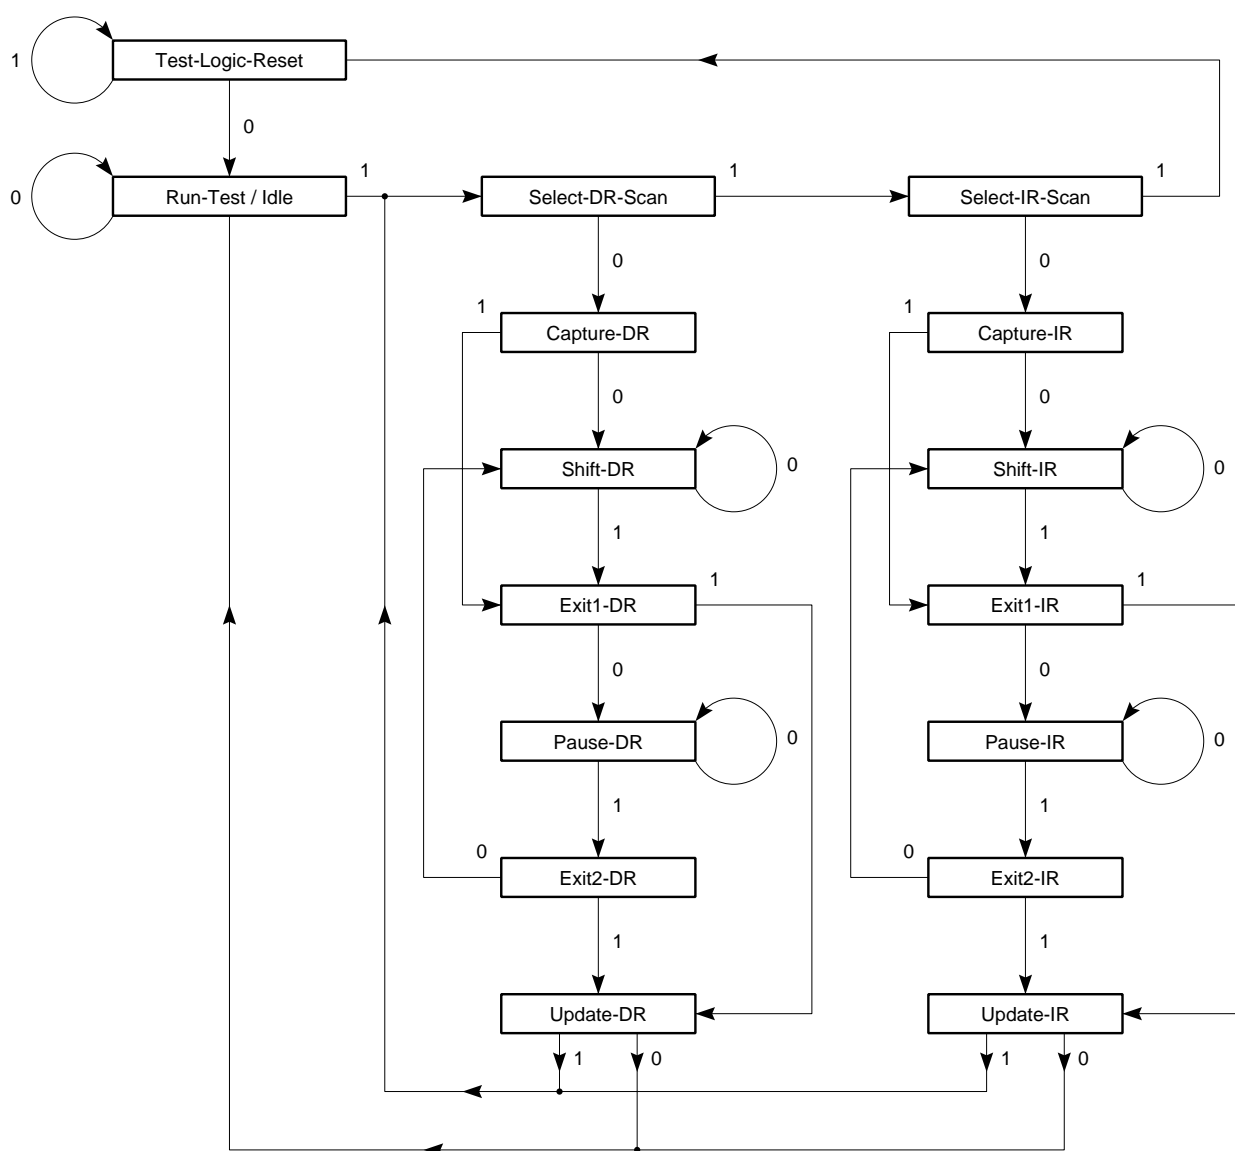 1
Test-Logic-Reset
0
0
Run-Test / Idle
1
Select-DR-Scan
1
Select-IR-Scan
1
0
0
1
Capture-DR
1
Capture-IR
0
0
Shift-DR
0
Shift-IR
0
1
1
Exit1-DR
1
Exit1-IR
1
0
0
Pause-DR
0
Pause-IR
0
1
1
0
Exit2-DR
0
Exit2-IR
1
1
Update-DR
Update-IR
1
0
1
0